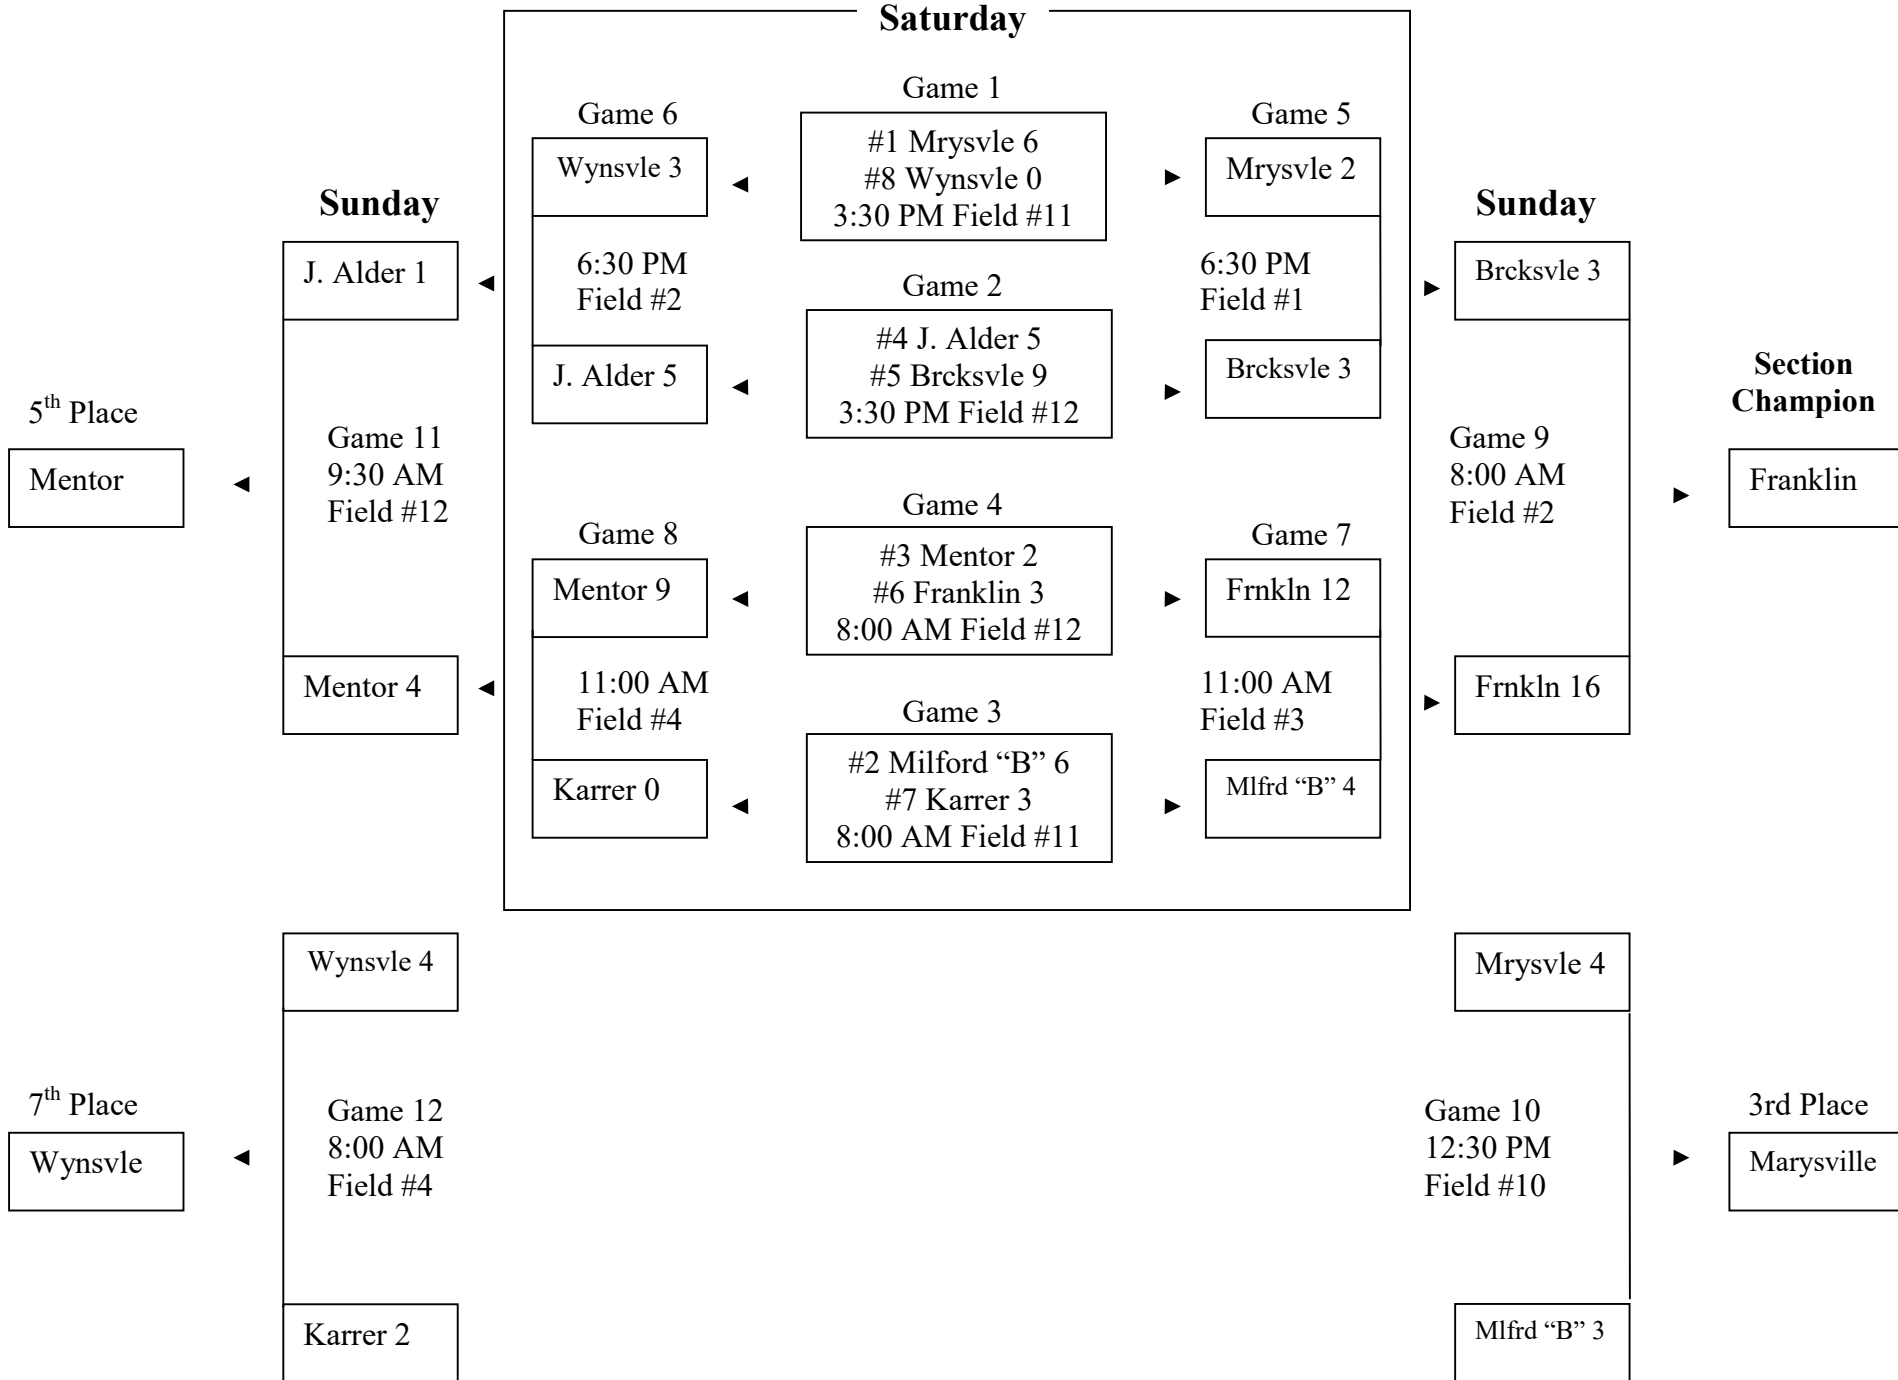 Saturday
Game 1
Game 6
Game 5
#1 Mrysvle 6
#8 Wynsvle 0
3:30 PM Field #11
Wynsvle 3
Mrysvle 2
Sunday
Sunday
J. Alder 1
6:30 PM
Field #2
6:30 PM
Field #1
Brcksvle 3
Game 2
#4 J. Alder 5
#5 Brcksvle 9
3:30 PM Field #12
J. Alder 5
Brcksvle 3
Section
Champion
5th Place
Mentor
Game 11
9:30 AM
Field #12
Game 9
8:00 AM
Field #2
Franklin
Game 4
Game 8
Game 7
#3 Mentor 2
#6 Franklin 3
8:00 AM Field #12
Mentor 9
Frnkln 12
Mentor 4
11:00 AM
Field #4
11:00 AM
Field #3
Frnkln 16
Game 3
#2 Milford “B” 6
#7 Karrer 3
8:00 AM Field #11
Karrer 0
Mlfrd “B” 4
Wynsvle 4
Mrysvle 4
7th Place
Wynsvle
Game 12
8:00 AM
Field #4
Game 10
12:30 PM
Field #10
3rd Place
Marysville
Karrer 2
Mlfrd “B” 3